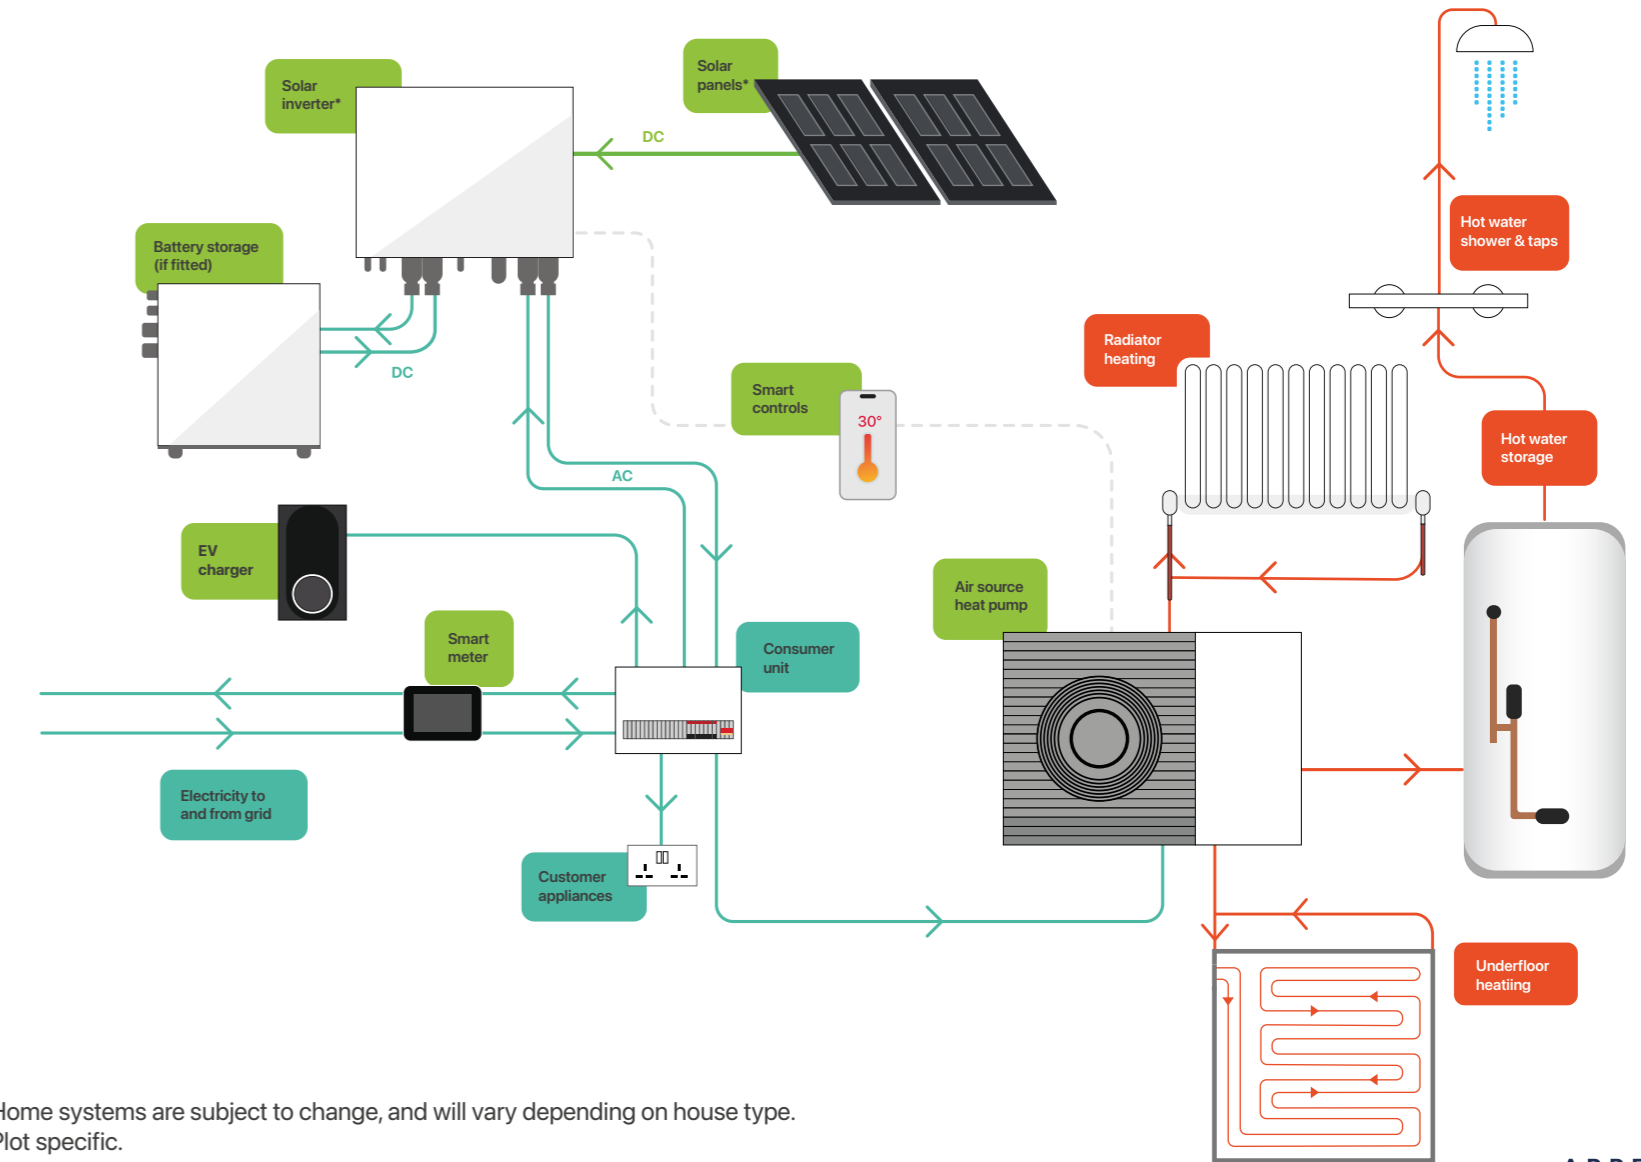 Solar
inverter*
Solar
panels*
DC
Hot water
shower & taps
Battery storage
(if fitted)
DC
Radiator
heating
Smart
controls
30°
Hot water
storage
AC
EV
charger
Air source
heat pump
Smart
meter
Consumer
unit
Electricity to
and from grid
Customer
appliances
Underfloor
heatiing
Home systems are subject to change, and will vary depending on house type.
Plot specific.